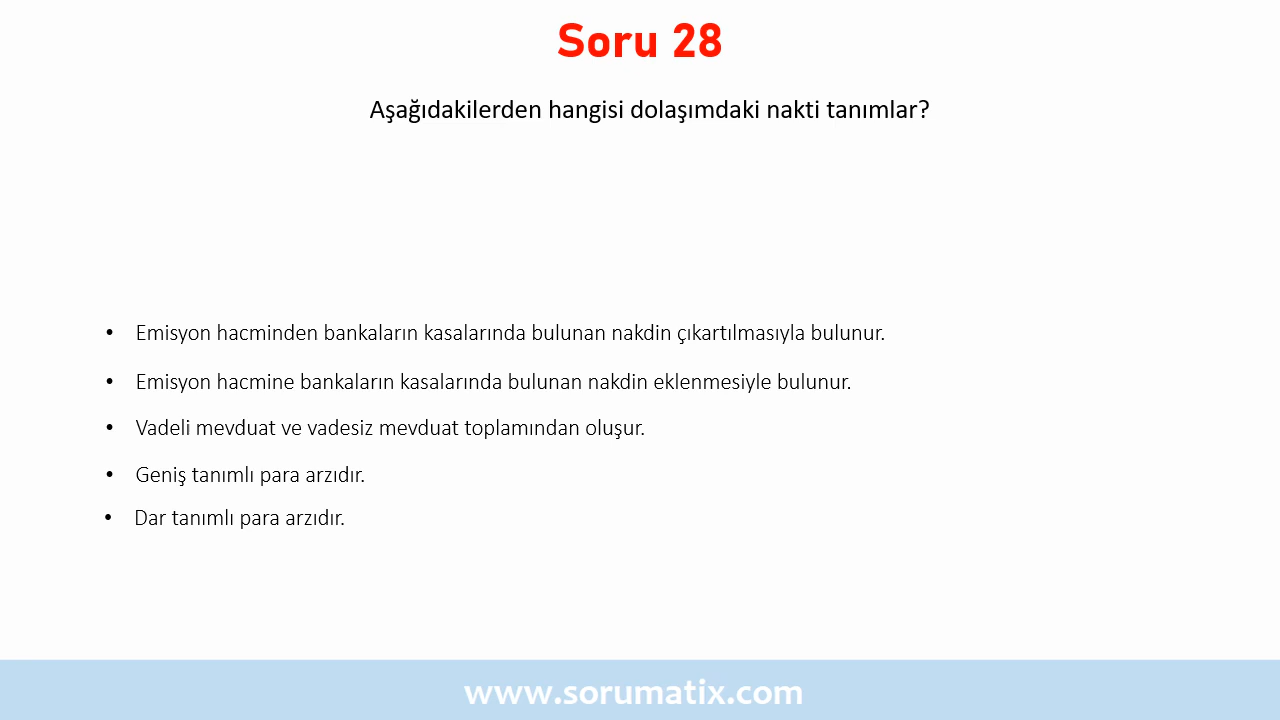 Soru 28
Aşağıdakilerden hangisi dolaşımdaki nakti tanımlar?
• Emisyon hacminden bankaların kasalarında bulunan nakdin çıkartılmasıyla bulunur.
• Emisyon hacmine bankaların kasalarında bulunan nakdin eklenmesiyle bulunur.
• Vadeli mevduat ve vadesiz mevduat toplamından oluşur.
• Geniş tanımlı para arzıdır.
• Dar tanımlı para arzıdır.
www.sorumatix.com